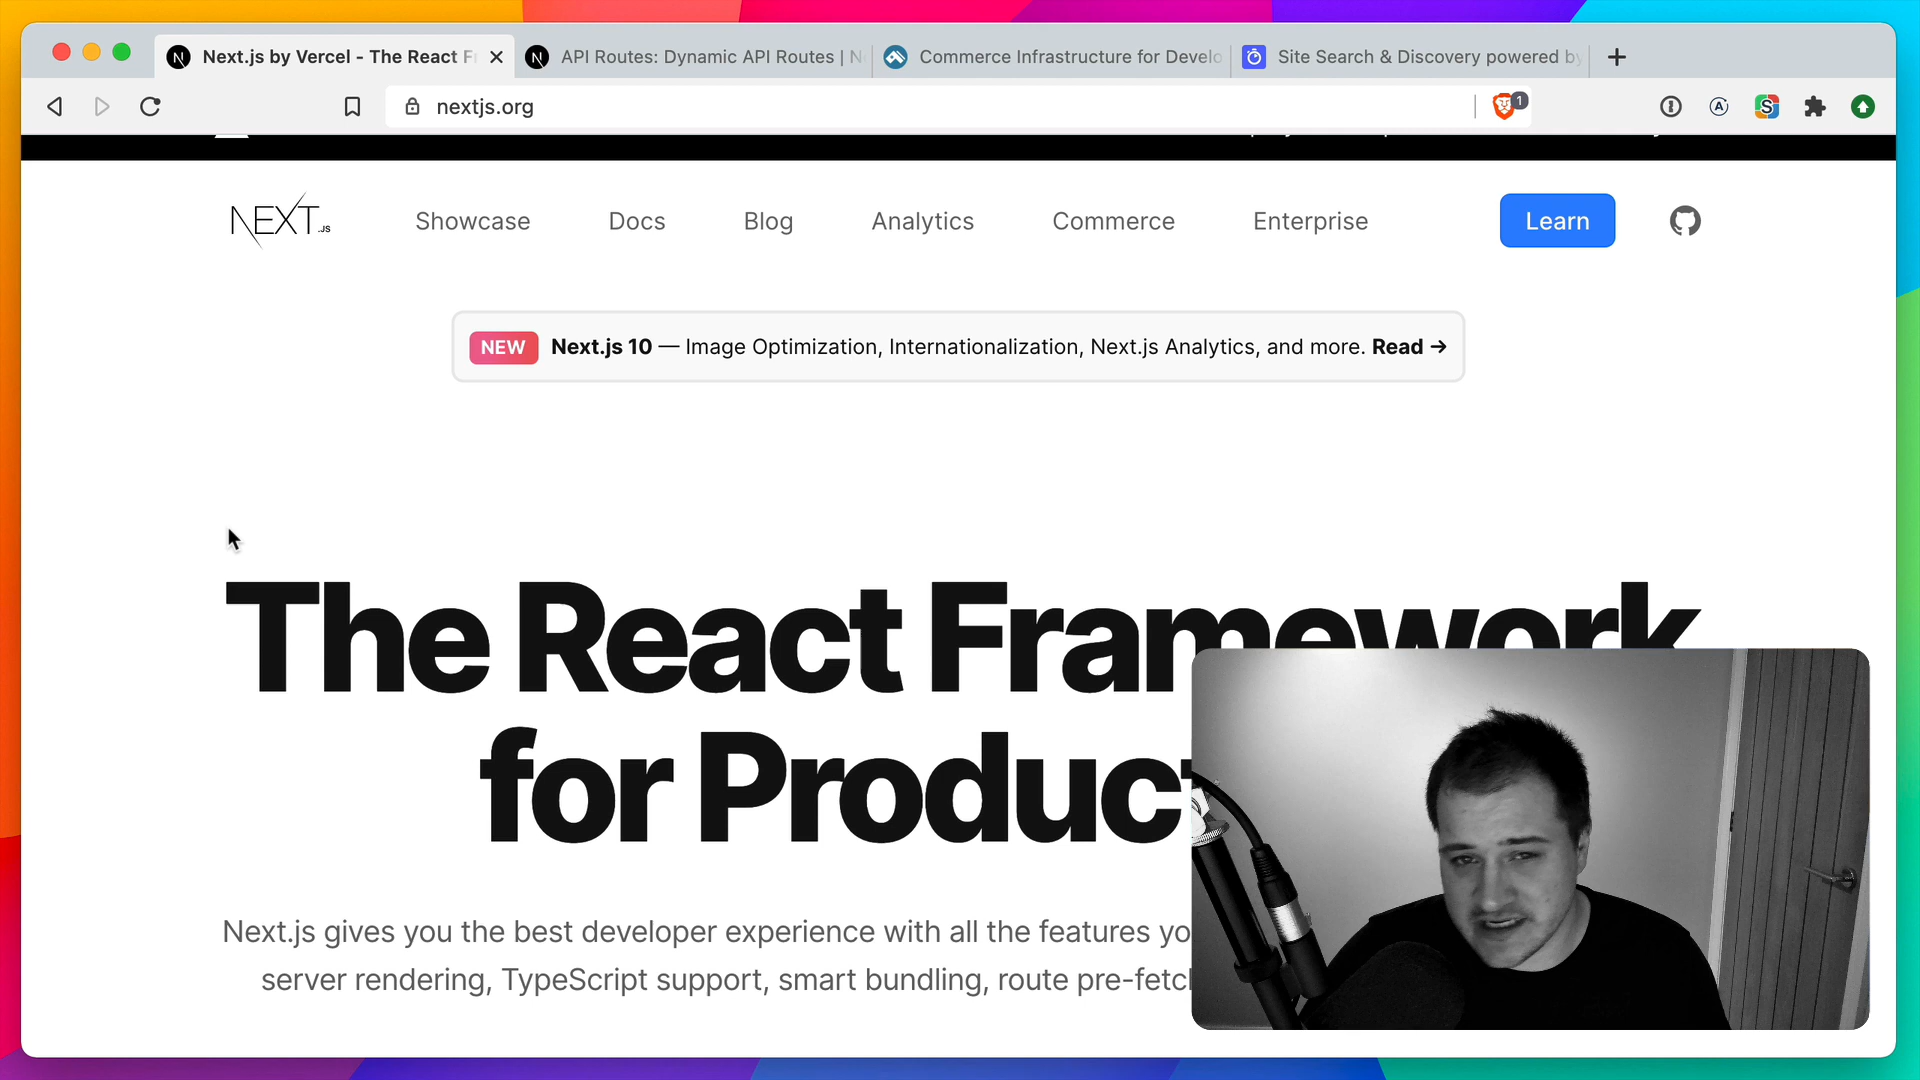 Next.js by Vercel - The React F
API Routes: Dynamic API Routes | N
Commerce Infrastructure for Develo
Site Search & Discovery powered by
nextjs.org
1
NEXT.JS
Showcase
Docs
Blog
Analytics
Commerce
Enterprise
Learn
NEW Next.js 10 — Image Optimization, Internationalization, Next.js Analytics, and more. Read →
The React Framework
for Product
Next.js gives you the best developer experience with all the features yo
server rendering, TypeScript support, smart bundling, route pre-fetc